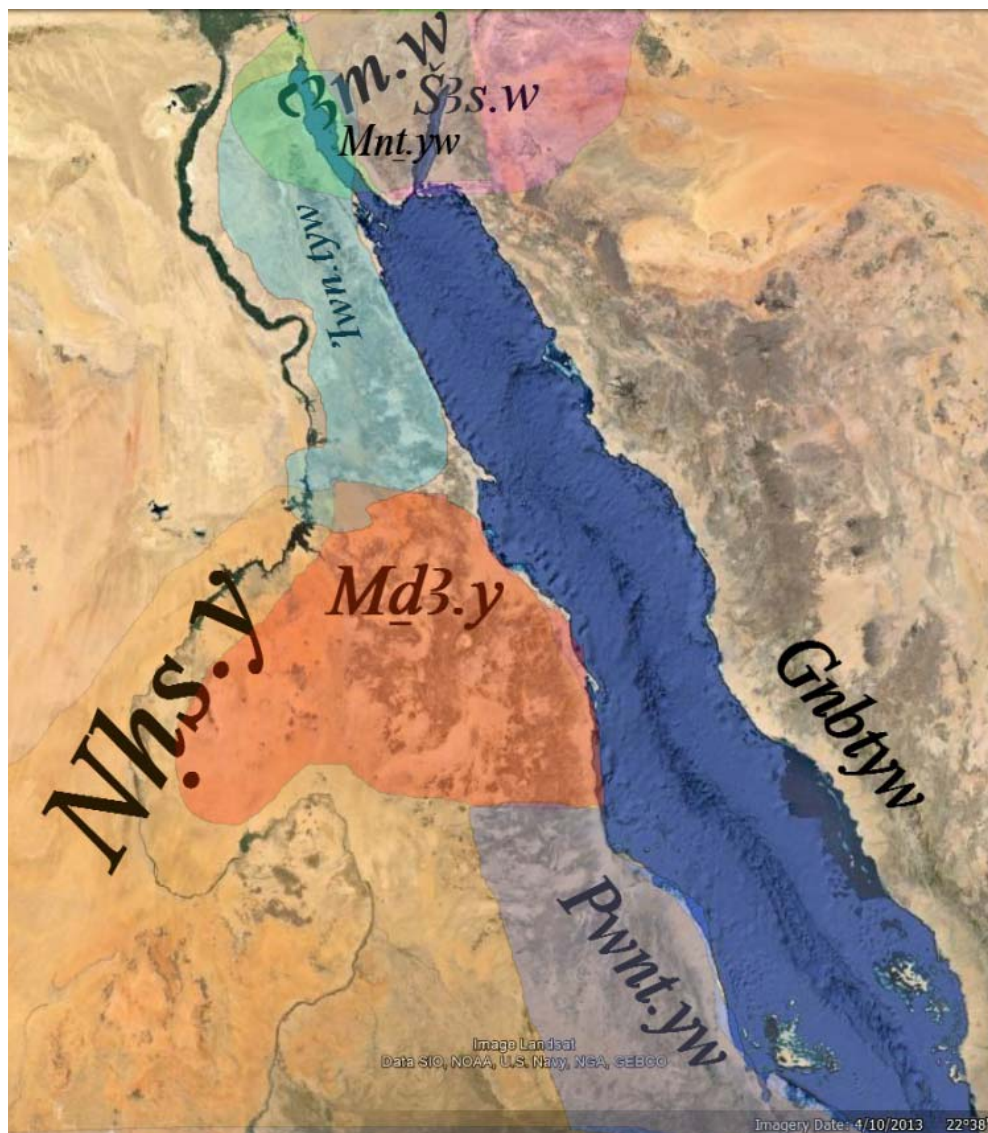 Ꜣm.w
Šꜣs.w
Mnṯ.yw
Iwn.tyw
Mḏꜣ.y
Nḥs.y
Gnbtyw
Pwnt.yw
Image Landsat
Data SIO, NOAA, U.S. Navy, NGA, GEBCO
Imagery Date: 4/10/2013 22°38'